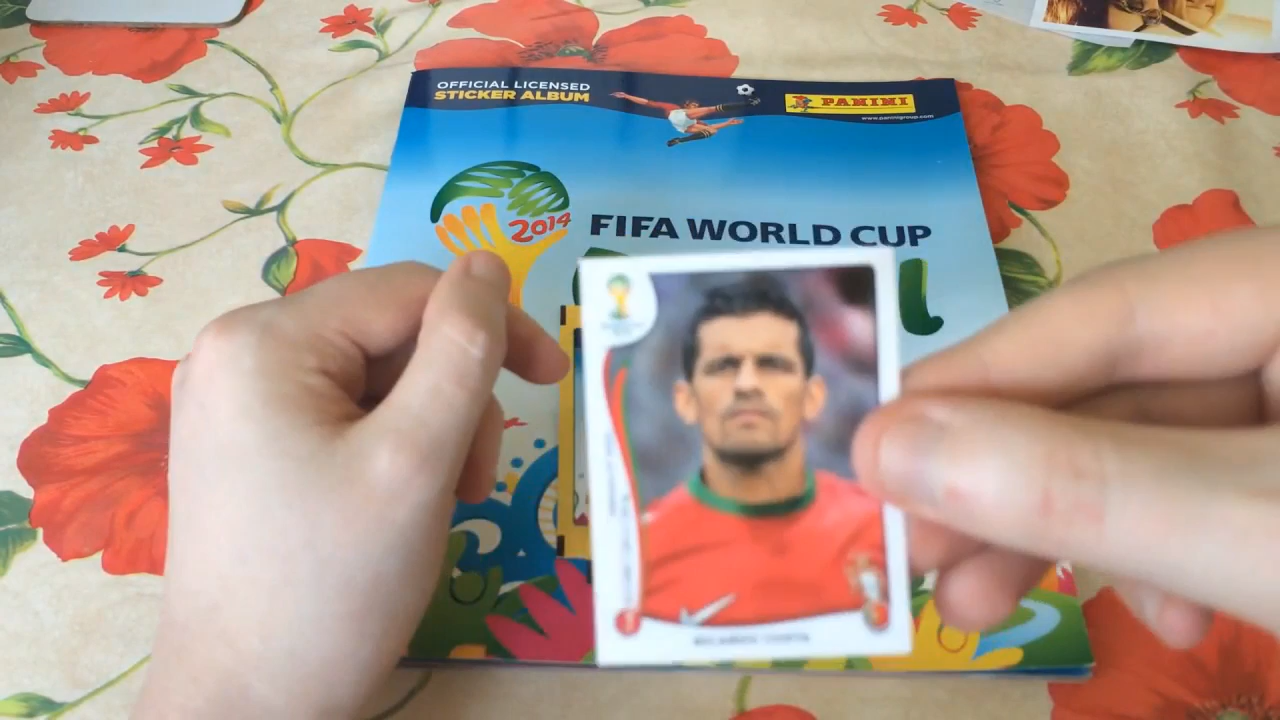 OFFICIAL LICENSED
STICKER ALBUM
PANINI
www.paninigroup.com
2014
FIFA WORLD CUP
RICARDO COSTA